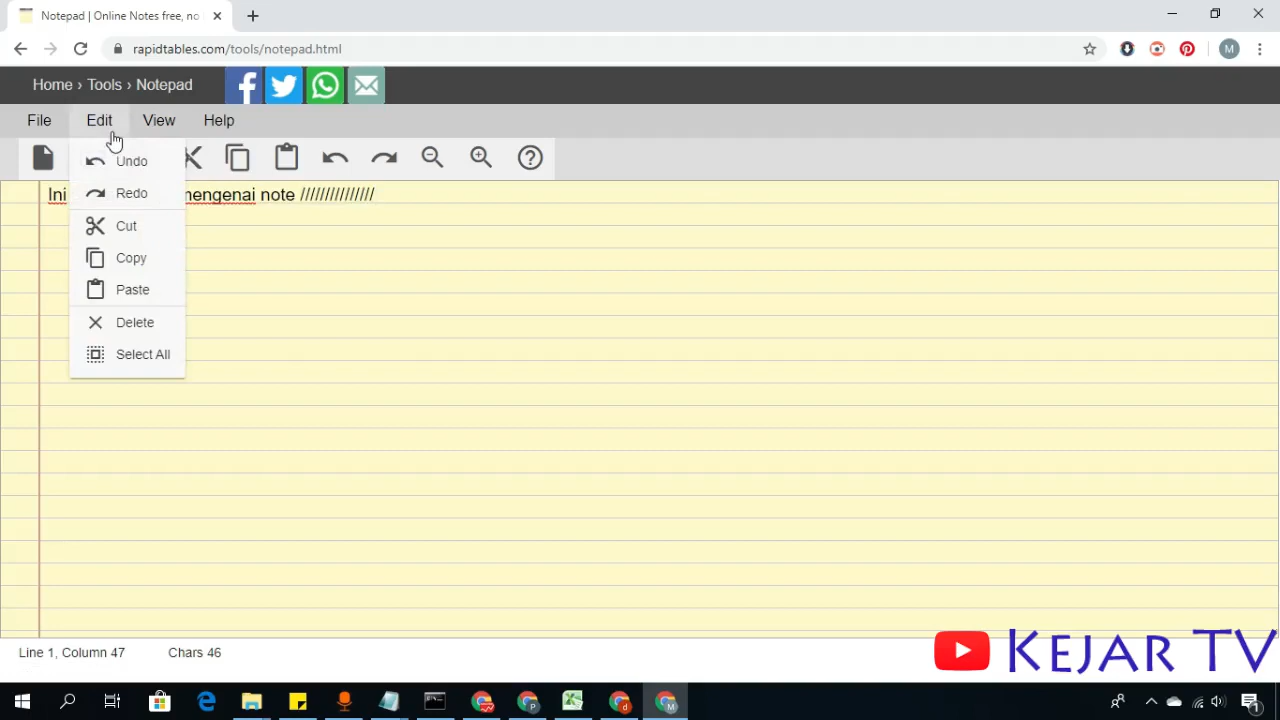 Notepad | Online Notes free, no
rapidtables.com/tools/notepad.html
M
Home › Tools › Notepad
File Edit View Help
Undo
Redo
Cut
Copy
Paste
Delete
Select All
Ini mengenai note ///////////////
Line 1, Column 47 Chars 46
KEJAR TV